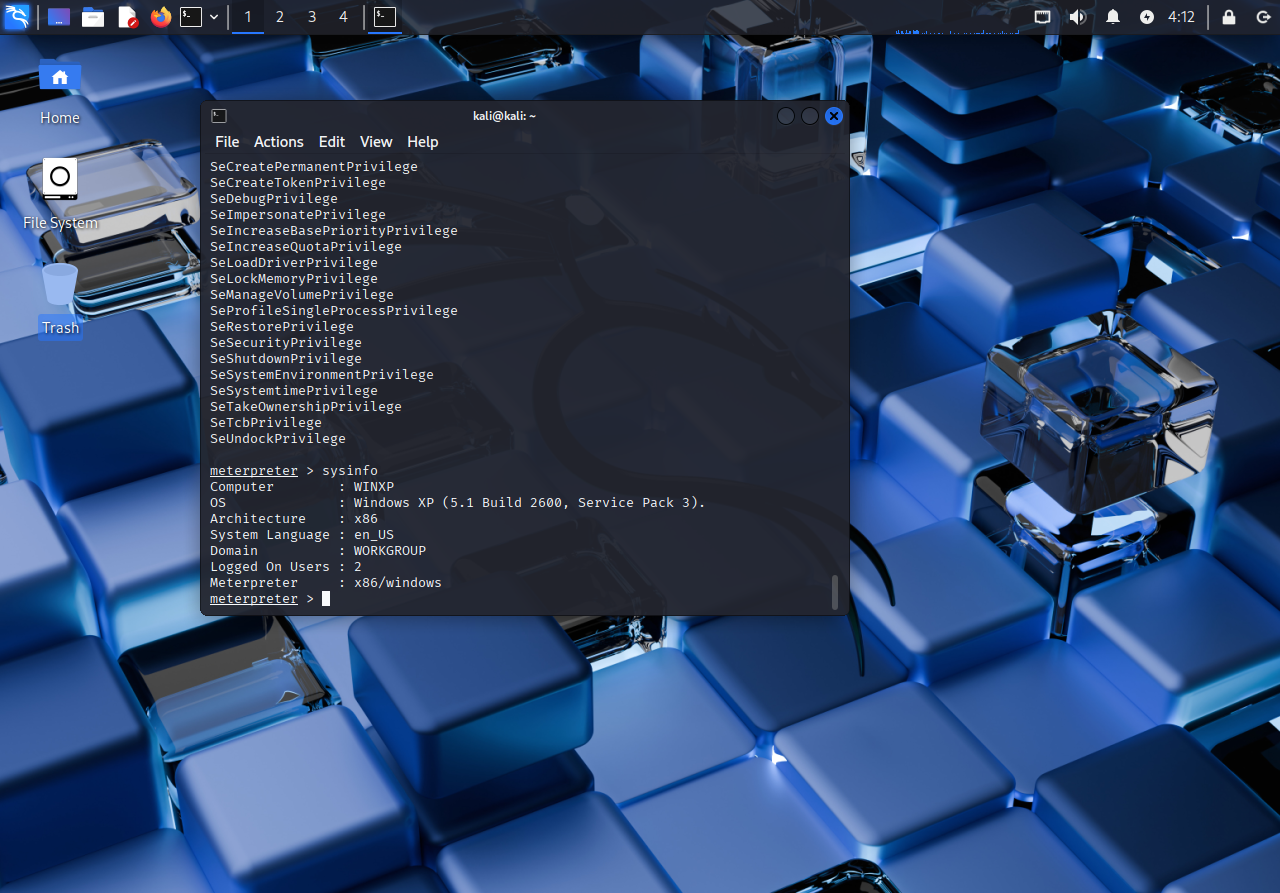 1 2 3 4
4:12
Home
File System
Trash
kali@kali: ~
File Actions Edit View Help
SeCreatePermanentPrivilege
SeCreateTokenPrivilege
SeDebugPrivilege
SeImpersonatePrivilege
SeIncreaseBasePriorityPrivilege
SeIncreaseQuotaPrivilege
SeLoadDriverPrivilege
SeLockMemoryPrivilege
SeManageVolumePrivilege
SeProfileSingleProcessPrivilege
SeRestorePrivilege
SeSecurityPrivilege
SeShutdownPrivilege
SeSystemEnvironmentPrivilege
SeSystemtimePrivilege
SeTakeOwnershipPrivilege
SeTcbPrivilege
SeUndockPrivilege
meterpreter > sysinfo
Computer : WINXP
OS : Windows XP (5.1 Build 2600, Service Pack 3).
Architecture : x86
System Language : en_US
Domain : WORKGROUP
Logged On Users : 2
Meterpreter : x86/windows
meterpreter >